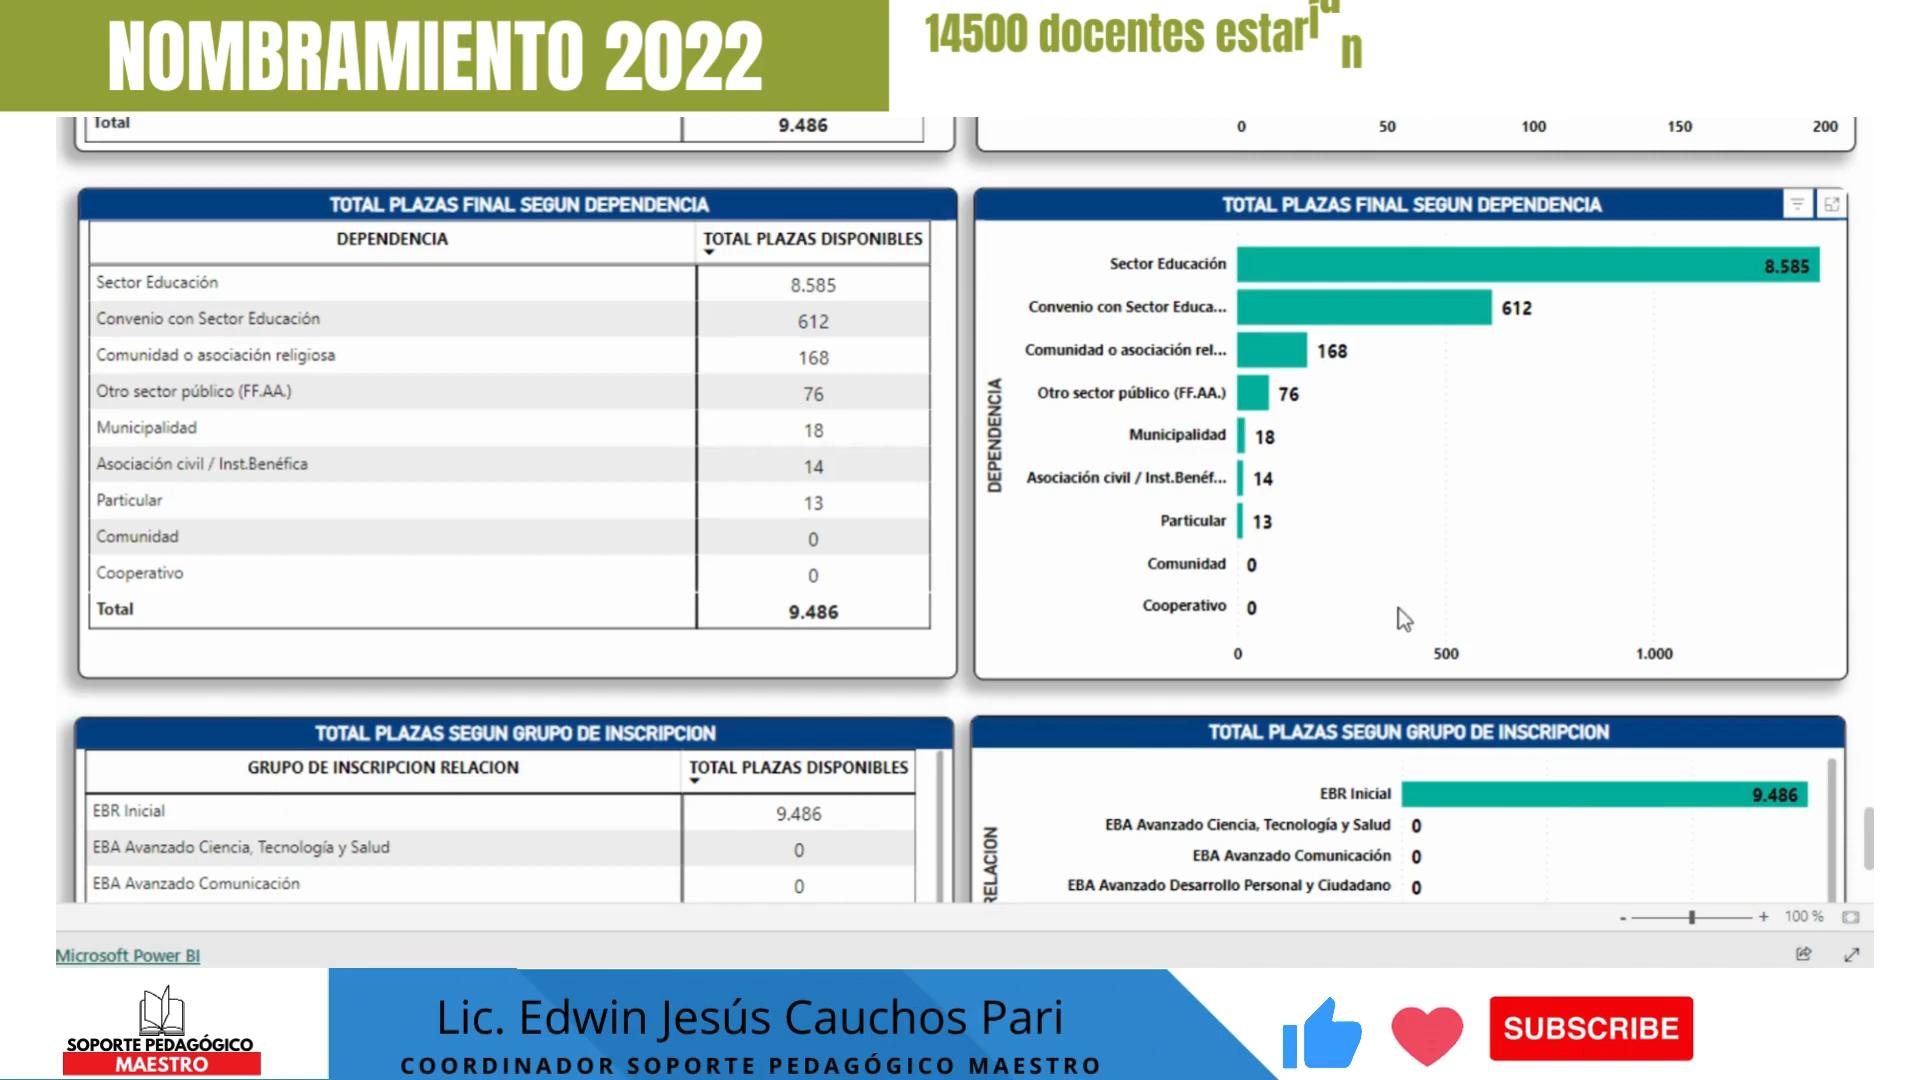 NOMBRAMIENTO 2022
14500 docentes estarían
Total 9.486
0 50 100 150 200
TOTAL PLAZAS FINAL SEGUN DEPENDENCIA
DEPENDENCIA TOTAL PLAZAS DISPONIBLES
Sector Educación 8.585
Convenio con Sector Educación 612
Comunidad o asociación religiosa 168
Otro sector público (FF.AA.) 76
Municipalidad 18
Asociación civil / Inst.Benéfica 14
Particular 13
Comunidad 0
Cooperativo 0
Total 9.486
TOTAL PLAZAS FINAL SEGUN DEPENDENCIA
DEPENDENCIA
Sector Educación 8.585
Convenio con Sector Educa... 612
Comunidad o asociación rel... 168
Otro sector público (FF.AA.) 76
Municipalidad 18
Asociación civil / Inst.Benéf... 14
Particular 13
Comunidad 0
Cooperativo 0
0 500 1.000
TOTAL PLAZAS SEGUN GRUPO DE INSCRIPCION
GRUPO DE INSCRIPCION RELACION TOTAL PLAZAS DISPONIBLES
EBR Inicial 9.486
EBA Avanzado Ciencia, Tecnología y Salud 0
EBA Avanzado Comunicación 0
TOTAL PLAZAS SEGUN GRUPO DE INSCRIPCION
RELACION
EBR Inicial 9.486
EBA Avanzado Ciencia, Tecnología y Salud 0
EBA Avanzado Comunicación 0
EBA Avanzado Desarrollo Personal y Ciudadano 0
- + 100 %
Microsoft Power BI
SOPORTE PEDAGÓGICO
MAESTRO
Lic. Edwin Jesús Cauchos Pari
COORDINADOR SOPORTE PEDAGÓGICO MAESTRO
SUBSCRIBE